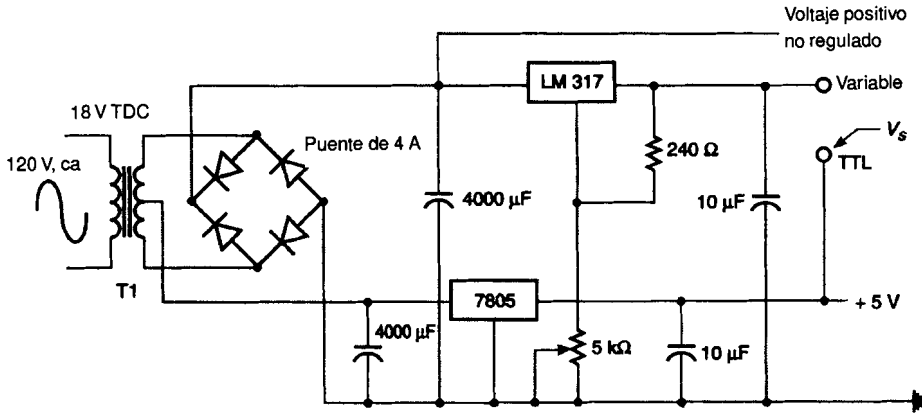 Voltaje positivo
no regulado
LM 317
Variable
18 V TDC
Puente de 4 A
120 V, ca
240 Ω
V_s
TTL
4000 µF
10 µF
T1
7805
+ 5 V
4000 µF
5 kΩ
10 µF